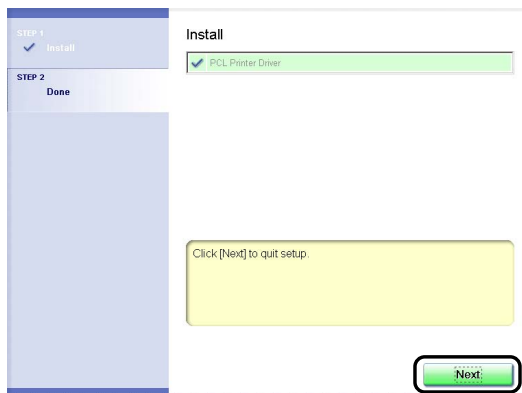 STEP 1
Install
STEP 2
Done
Install
PCL Printer Driver
Click [Next] to quit setup.
Next